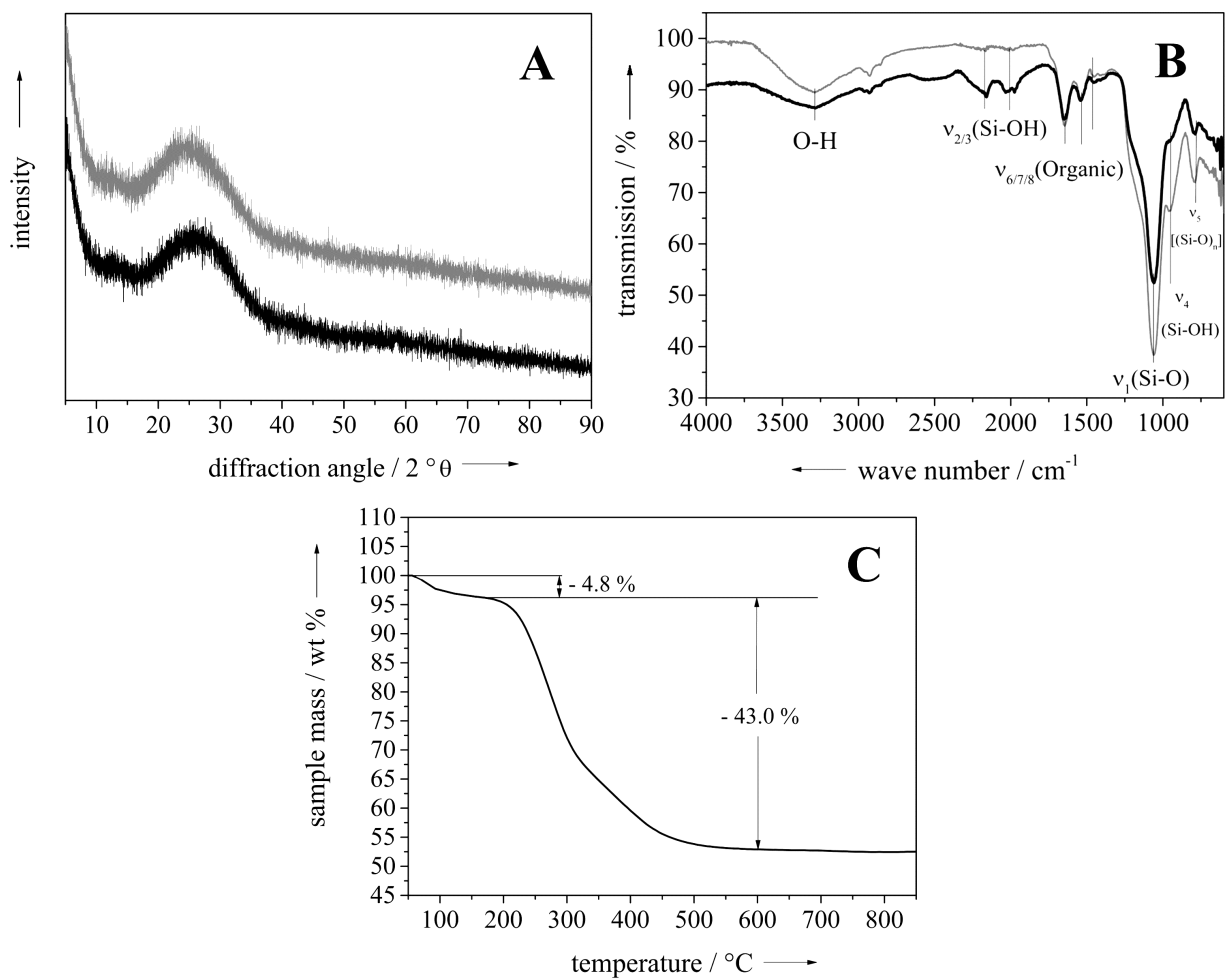 A
intensity
10 20 30 40 50 60 70 80 90
diffraction angle / 2 °θ
B
100
90
80
70
60
50
40
30
transmission / %
O-H
ν2/3(Si-OH)
ν6/7/8(Organic)
ν5
[(Si-O)n]
ν4
(Si-OH)
ν1(Si-O)
4000 3500 3000 2500 2000 1500 1000
wave number / cm-1
C
110
105
100
95
90
85
80
75
70
65
60
55
50
45
sample mass / wt %
- 4.8 %
- 43.0 %
100 200 300 400 500 600 700 800
temperature / °C